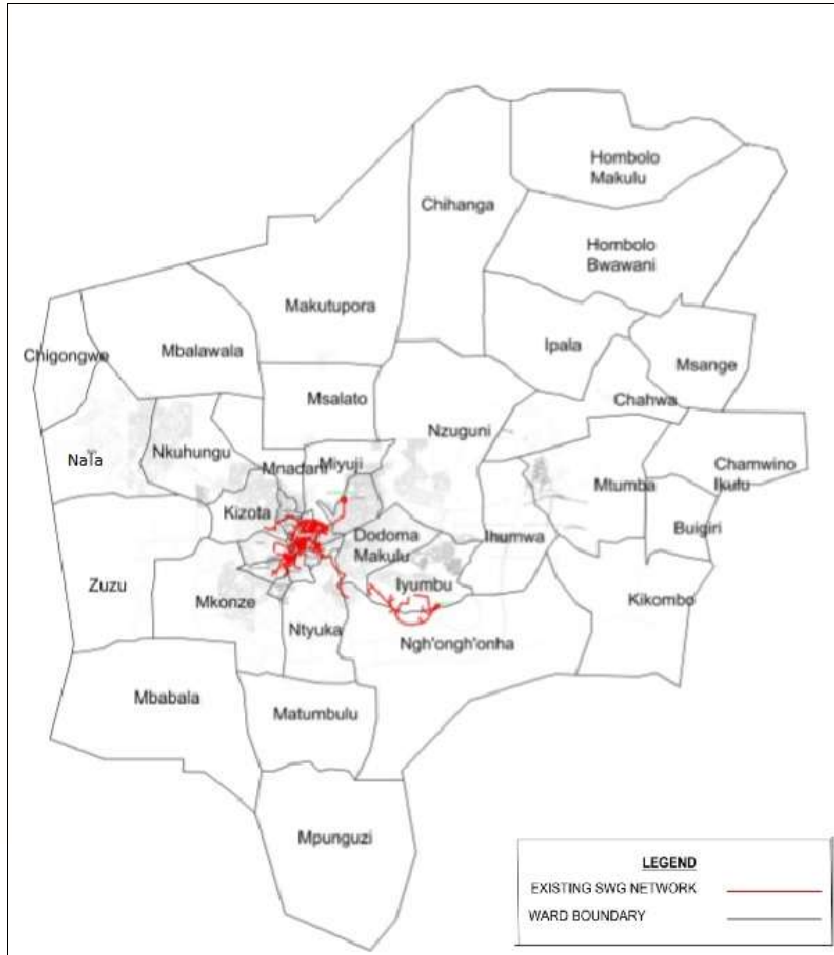 Hombolo
Makulu
Chihanga
Hombolo
Bwawani
Makutupora
Ipala
Chigongwe
Mbalawala
Msange
Msalato
Chahwa
Nzuguni
Nala
Nkuhungu
Mnadani
Miyuji
Chamwino
Ikulu
Mtumba
Kizota
Dodoma
Makulu
Ihumwa
Buigiri
Zuzu
Iyumbu
Mkonze
Kikombo
Ntyuka
Ngh'ongh'onha
Mbabala
Matumbulu
Mpunguzi
LEGEND
EXISTING SWG NETWORK
WARD BOUNDARY